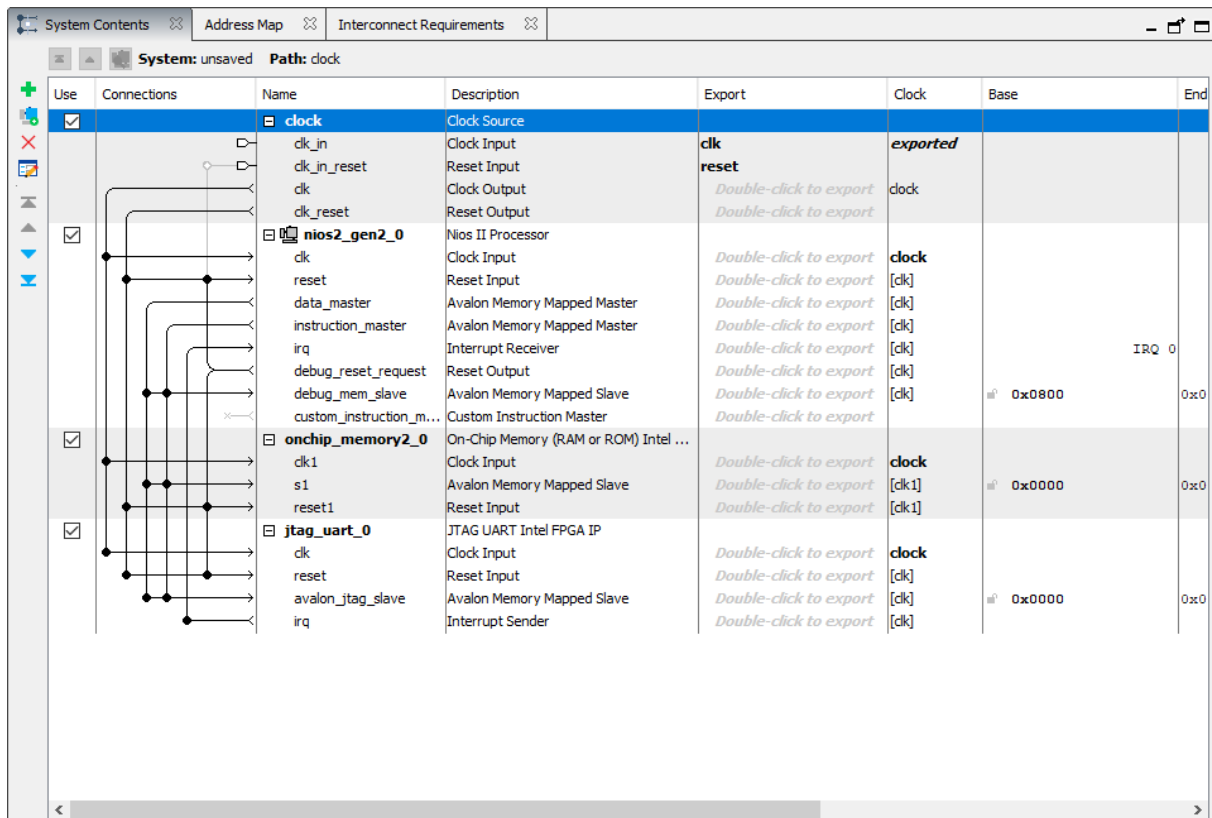 System Contents Address Map Interconnect Requirements
System: unsaved Path: clock
Use Connections Name Description Export Clock Base End
clock Clock Source
clk_in Clock Input clk exported
clk_in_reset Reset Input reset
clk Clock Output Double-click to export clock
clk_reset Reset Output Double-click to export
nios2_gen2_0 Nios II Processor
clk Clock Input Double-click to export clock
reset Reset Input Double-click to export [clk]
data_master Avalon Memory Mapped Master Double-click to export [clk]
instruction_master Avalon Memory Mapped Master Double-click to export [clk]
irq Interrupt Receiver Double-click to export [clk] IRQ 0
debug_reset_request Reset Output Double-click to export [clk]
debug_mem_slave Avalon Memory Mapped Slave Double-click to export [clk] 0x0800 0x0
custom_instruction_m... Custom Instruction Master Double-click to export
onchip_memory2_0 On-Chip Memory (RAM or ROM) Intel ...
clk1 Clock Input Double-click to export clock
s1 Avalon Memory Mapped Slave Double-click to export [clk1] 0x0000 0x0
reset1 Reset Input Double-click to export [clk1]
jtag_uart_0 JTAG UART Intel FPGA IP
clk Clock Input Double-click to export clock
reset Reset Input Double-click to export [clk]
avalon_jtag_slave Avalon Memory Mapped Slave Double-click to export [clk] 0x0000 0x0
irq Interrupt Sender Double-click to export [clk]